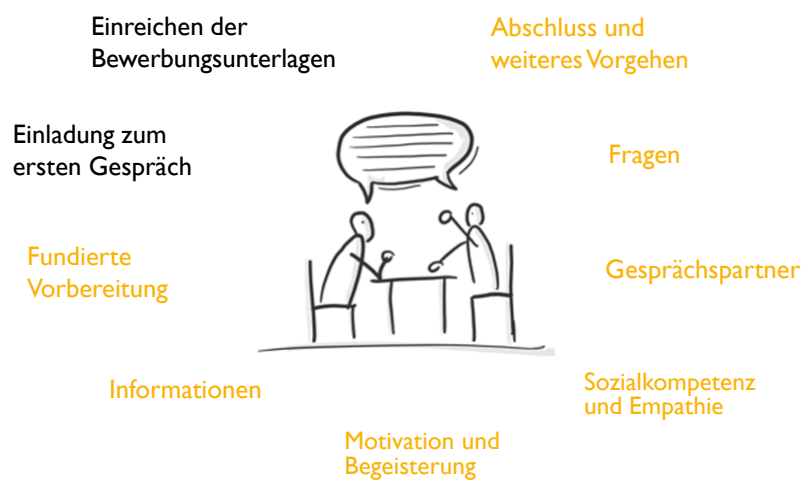 Einreichen der
Bewerbungsunterlagen
Abschluss und
weiteres Vorgehen
Einladung zum
ersten Gespräch
Fragen
Fundierte
Vorbereitung
Gesprächspartner
Informationen
Sozialkompetenz
und Empathie
Motivation und
Begeisterung